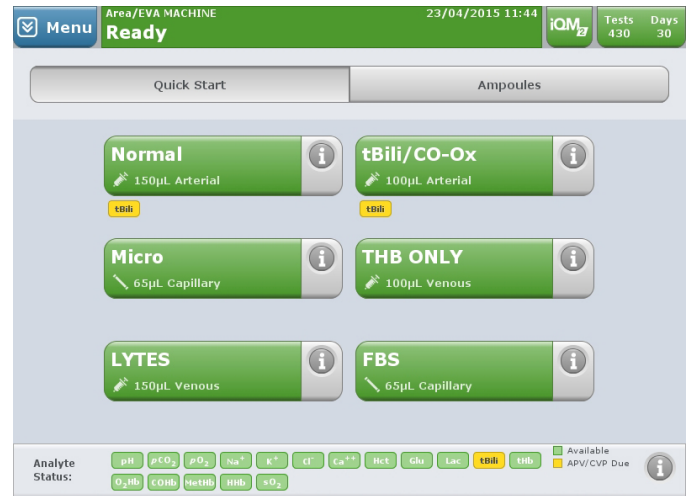 Menu
Area/EVA MACHINE 23/04/2015 11:44
Ready
iQM2
Tests Days
430 30
Quick Start Ampoules
Normal
150µL Arterial
tBili
tBili/CO-Ox
100µL Arterial
tBili
Micro
65µL Capillary
THB ONLY
100µL Venous
LYTES
150µL Venous
FBS
65µL Capillary
Analyte
Status:
pH pCO₂ pO₂ Na⁺ K⁺ Cl⁻ Ca⁺⁺ Hct Glu Lac tBili tHb
O₂Hb COHb MetHb HHb sO₂
Available
APV/CVP Due